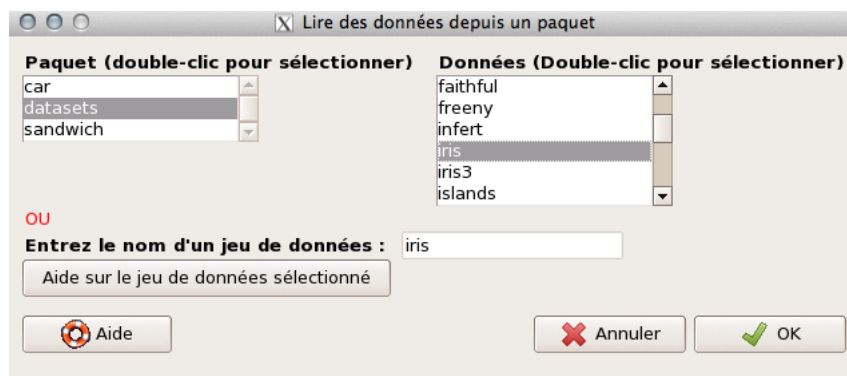 Lire des données depuis un paquet
Paquet (double-clic pour sélectionner)
car
datasets
sandwich
Données (Double-clic pour sélectionner)
faithful
freeny
infert
iris
iris3
islands
OU
Entrez le nom d'un jeu de données : iris
Aide sur le jeu de données sélectionné
Aide
Annuler
OK